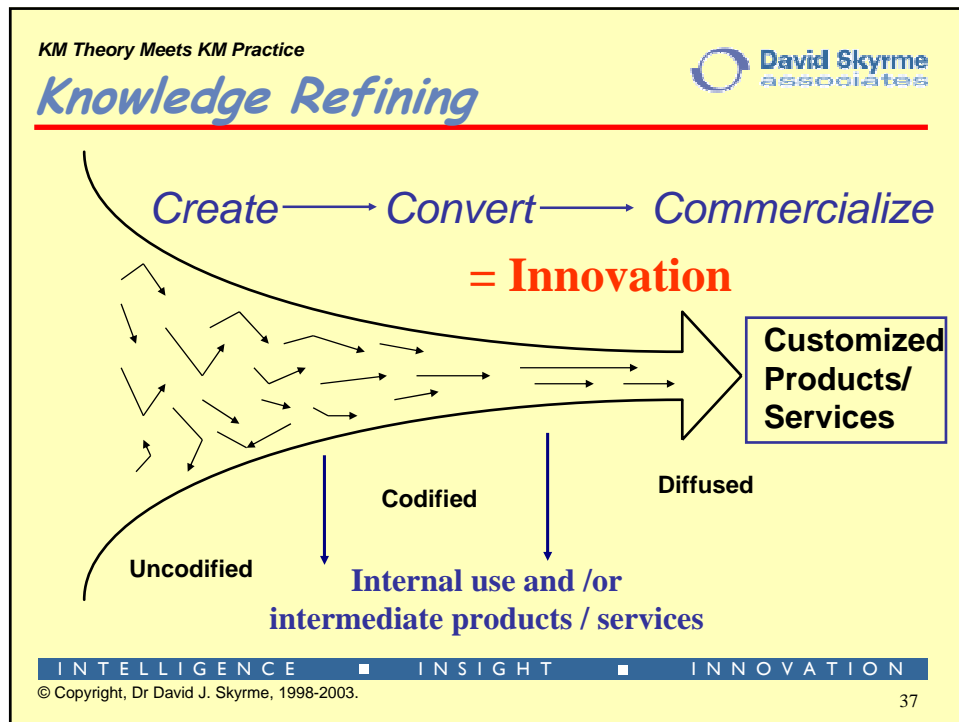 KM Theory Meets KM Practice
David Skyrme
associates
Knowledge Refining
Create Convert Commercialize
= Innovation
Customized
Products/
Services
Codified
Diffused
Uncodified
Internal use and /or
intermediate products / services
INTELLIGENCE ■ INSIGHT ■ INNOVATION
© Copyright, Dr David J. Skyrme, 1998-2003.
37